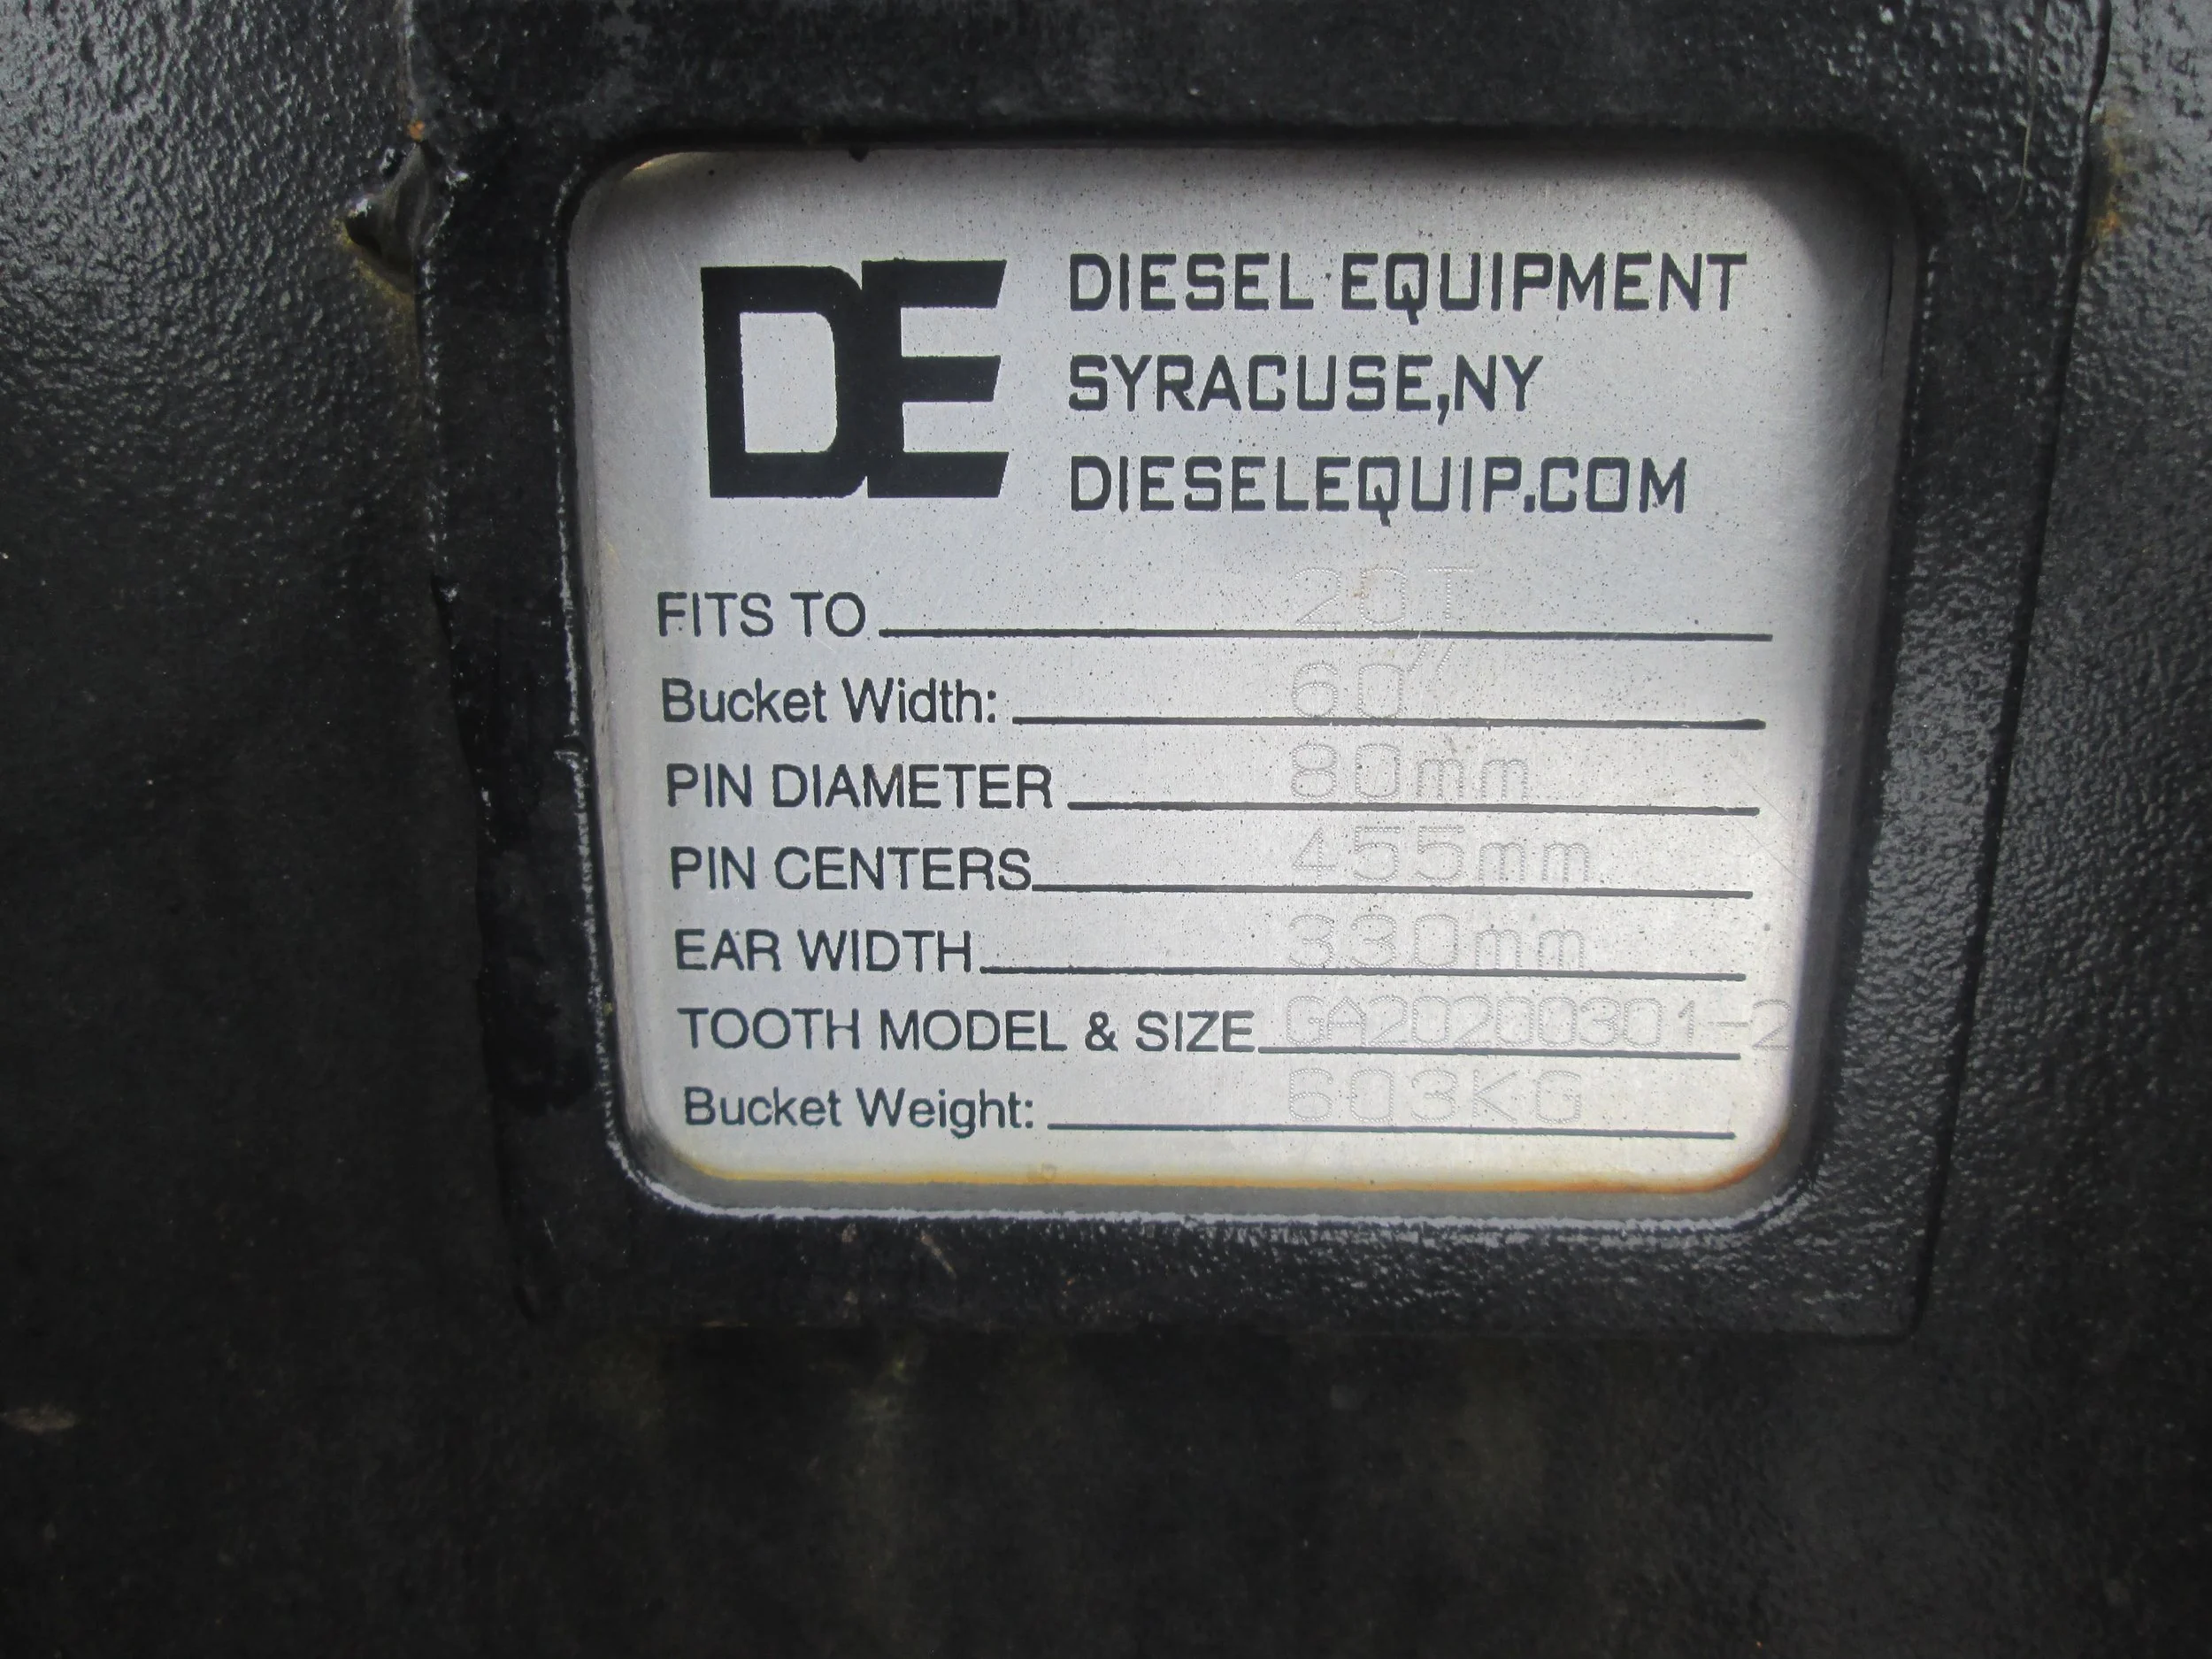 DE
DIESEL EQUIPMENT
SYRACUSE,NY
DIESELEQUIP.COM
FITS TO 20T
Bucket Width: 60"
PIN DIAMETER 80mm
PIN CENTERS 455mm
EAR WIDTH 330mm
TOOTH MODEL & SIZE GA20200301-2
Bucket Weight: 603KG